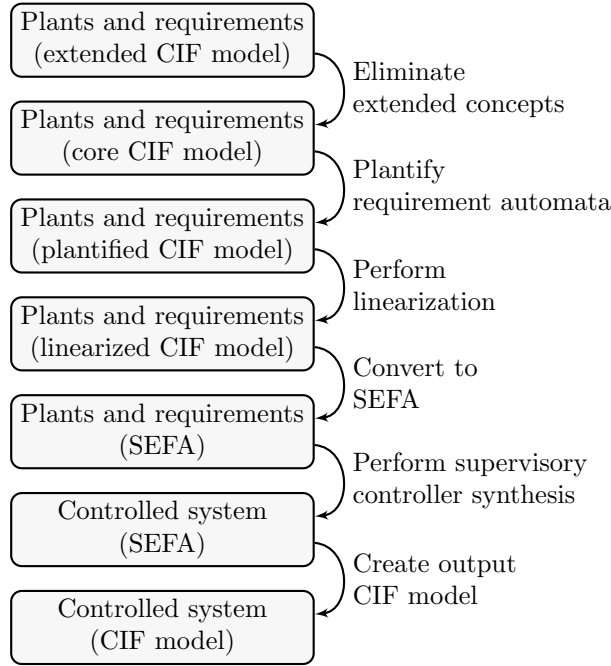 Plants and requirements
(extended CIF model)
Eliminate
extended concepts
Plants and requirements
(core CIF model)
Plantify
requirement automata
Plants and requirements
(plantified CIF model)
Perform
linearization
Plants and requirements
(linearized CIF model)
Convert to
SEFA
Plants and requirements
(SEFA)
Perform supervisory
controller synthesis
Controlled system
(SEFA)
Create output
CIF model
Controlled system
(CIF model)